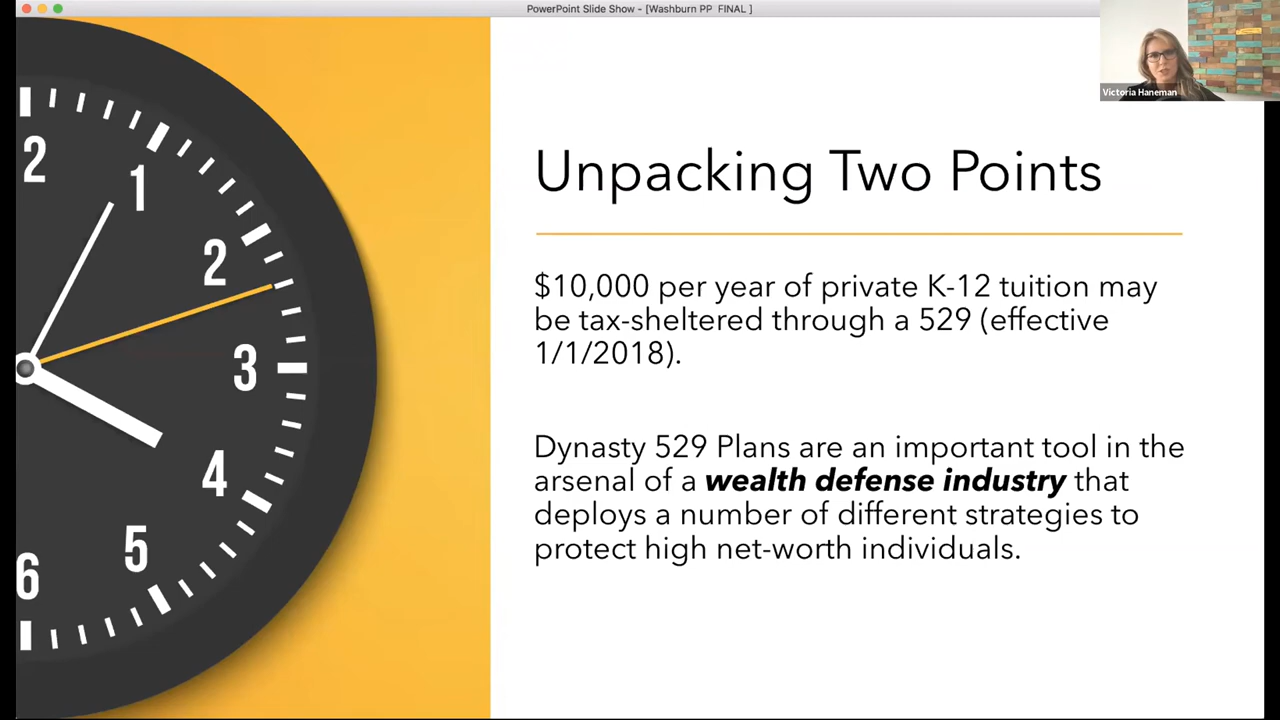 PowerPoint Slide Show - [Washburn PP FINAL ]
Victoria Haneman
Unpacking Two Points
$10,000 per year of private K-12 tuition may
be tax-sheltered through a 529 (effective
1/1/2018).
Dynasty 529 Plans are an important tool in the
arsenal of a wealth defense industry that
deploys a number of different strategies to
protect high net-worth individuals.
2
1
2
3
4
5
6